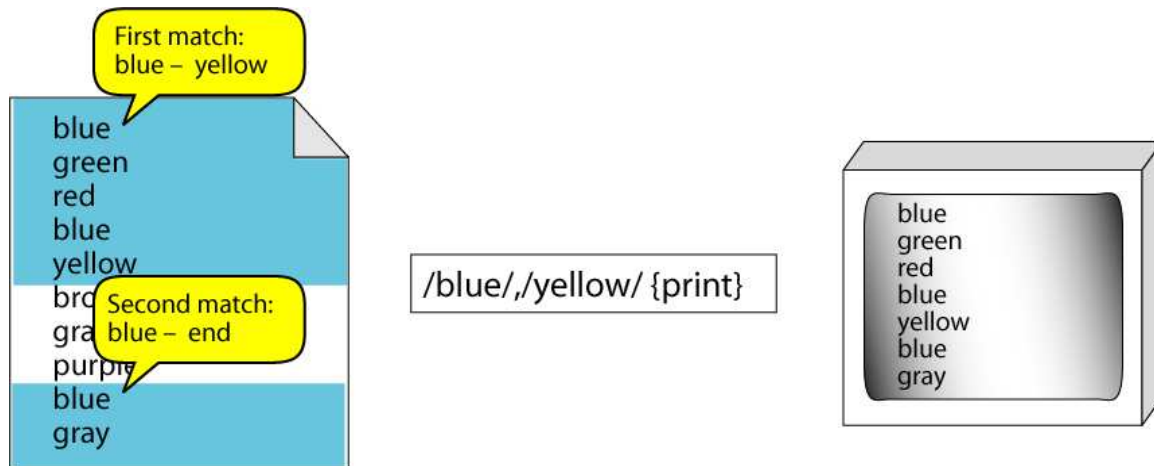 First match:
blue – yellow
blue
green
red
blue
yellow
Second match:
blue – end
purple
blue
gray
/blue/,/yellow/ {print}
blue
green
red
blue
yellow
blue
gray